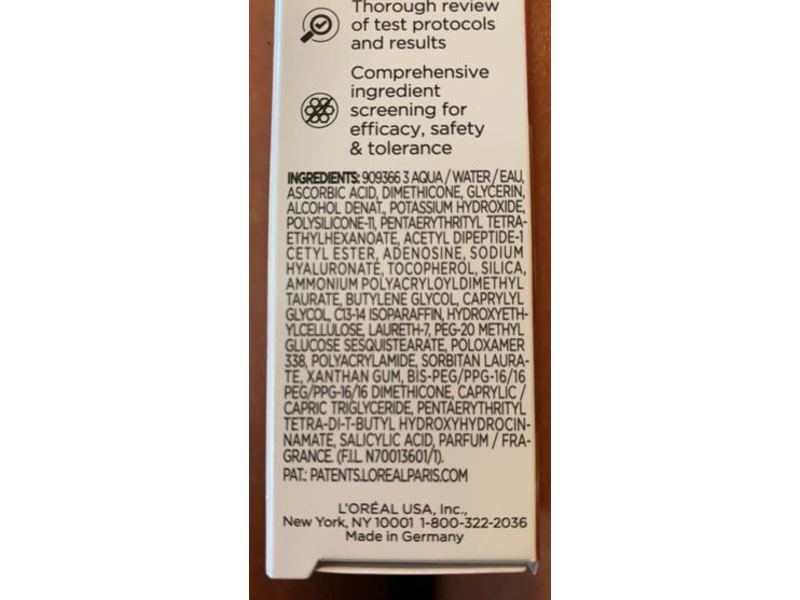 Thorough review
of test protocols
and results
Comprehensive
ingredient
screening for
efficacy, safety
& tolerance
INGREDIENTS: 909366 3 AQUA / WATER / EAU,
ASCORBIC ACID, DIMETHICONE, GLYCERIN,
ALCOHOL DENAT., POTASSIUM HYDROXIDE,
POLYSILICONE-11, PENTAERYTHRITYL TETRA-
ETHYLHEXANOATE, ACETYL DIPEPTIDE-1
CETYL ESTER, ADENOSINE, SODIUM
HYALURONATE, TOCOPHEROL, SILICA,
AMMONIUM POLYACRYLOYLDIMETHYL
TAURATE, BUTYLENE GLYCOL, CAPRYLYL
GLYCOL, C13-14 ISOPARAFFIN, HYDROXYETH-
YLCELLULOSE, LAURETH-7, PEG-20 METHYL
GLUCOSE SESQUISTEARATE, POLOXAMER
338, POLYACRYLAMIDE, SORBITAN LAURA-
TE, XANTHAN GUM, BIS-PEG/PPG-16/16
PEG/PPG-16/16 DIMETHICONE, CAPRYLIC /
CAPRIC TRIGLYCERIDE, PENTAERYTHRITYL
TETRA-DI-T-BUTYL HYDROXYHYDROCIN-
NAMATE, SALICYLIC ACID, PARFUM / FRA-
GRANCE. (F.I.L. N70013601/1).
PAT.: PATENTS.LOREALPARIS.COM
L'ORÉAL USA, Inc.,
New York, NY 10001 1-800-322-2036
Made in Germany